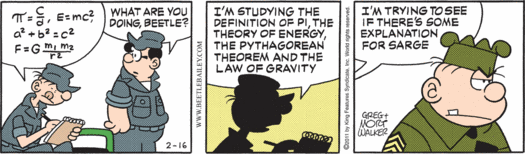 π = C/d, E=mc²,
a² + b² = c²
F = G m₁ m₂/r²
WHAT ARE YOU
DOING, BEETLE?
2-16
WWW.BEETLEBAILEY.COM
I'M STUDYING THE
DEFINITION OF PI, THE
THEORY OF ENERGY,
THE PYTHAGOREAN
THEOREM AND THE
LAW OF GRAVITY
©2011 by King Features Syndicate, Inc. World rights reserved.
I'M TRYING TO SEE
IF THERE'S SOME
EXPLANATION
FOR SARGE
GREG+
MORT
WALKER